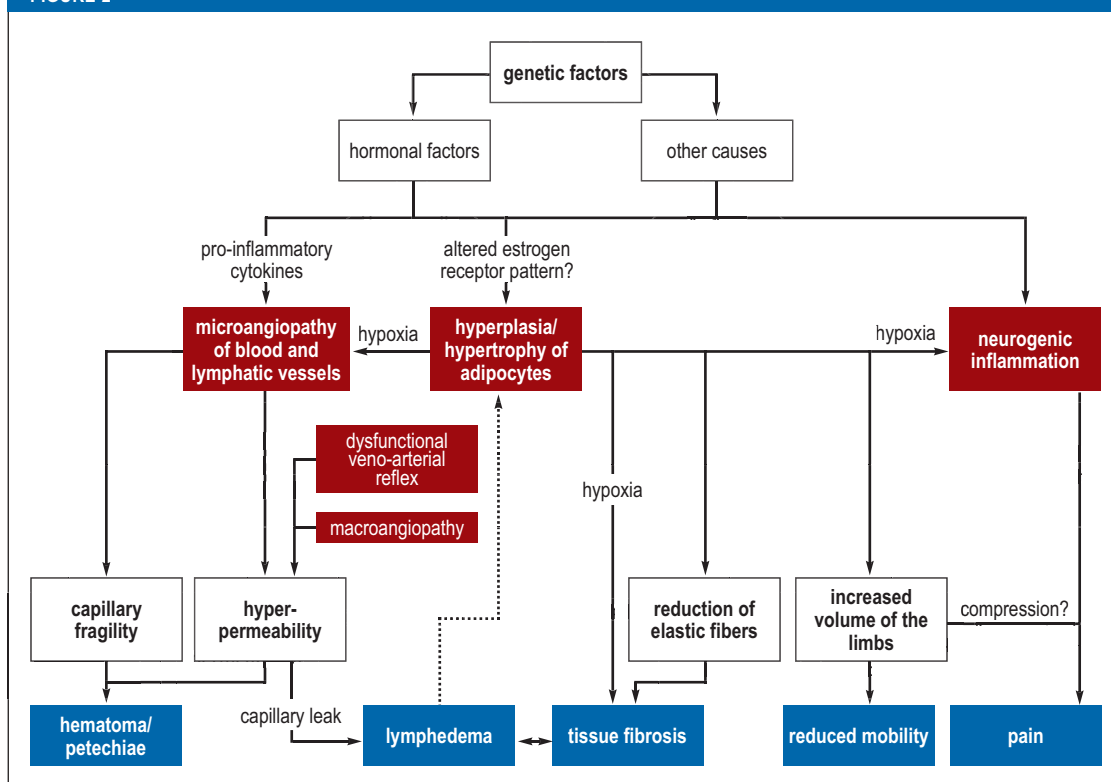 genetic factors
hormonal factors
other causes
pro-inflammatory
cytokines
altered estrogen
receptor pattern?
microangiopathy
of blood and
lymphatic vessels
hypoxia
hyperplasia/
hypertrophy of
adipocytes
hypoxia
neurogenic
inflammation
dysfunctional
veno-arterial
reflex
macroangiopathy
hypoxia
capillary
fragility
hyper-
permeability
reduction of
elastic fibers
increased
volume of the
limbs
compression?
hematoma/
petechiae
capillary leak
lymphedema
tissue fibrosis
reduced mobility
pain